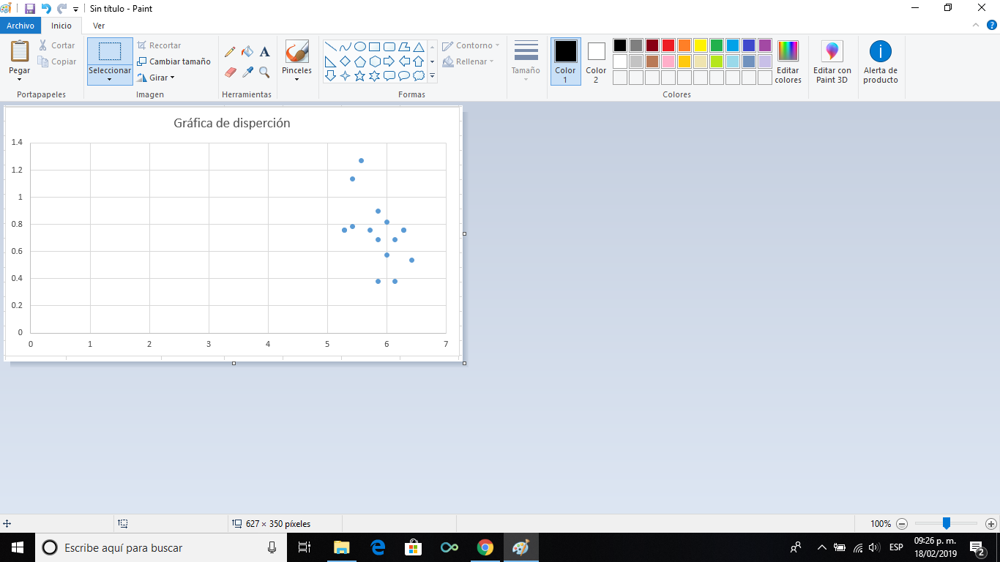 Sin título - Paint
Archivo Inicio Ver
Pegar
Cortar
Copiar
Portapapeles
Seleccionar
Recortar
Cambiar tamaño
Girar
Imagen
A
Herramientas
Pinceles
Contorno
Rellenar
Formas
Tamaño
Color 1
Color 2
Editar colores
Colores
Editar con Paint 3D
Alerta de producto
Gráfica de disperción
1.4
1.2
1
0.8
0.6
0.4
0.2
0
0 1 2 3 4 5 6 7
627 × 350 píxeles
100%
Escribe aquí para buscar
ESP
09:26 p. m.
18/02/2019
2